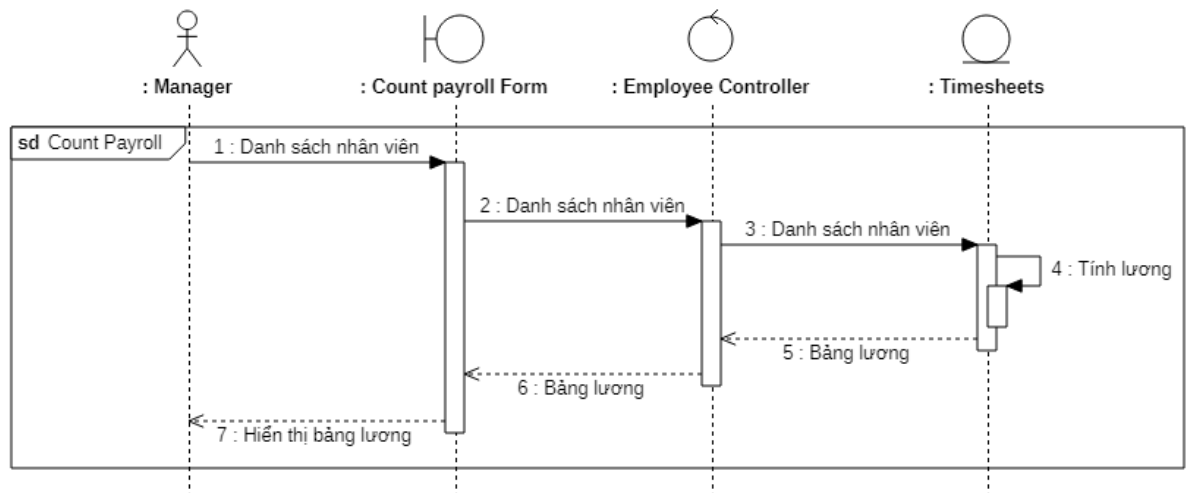 : Manager
: Count payroll Form
: Employee Controller
: Timesheets
sd Count Payroll
1 : Danh sách nhân viên
2 : Danh sách nhân viên
3 : Danh sách nhân viên
4 : Tính lương
5 : Bảng lương
6 : Bảng lương
7 : Hiển thị bảng lương